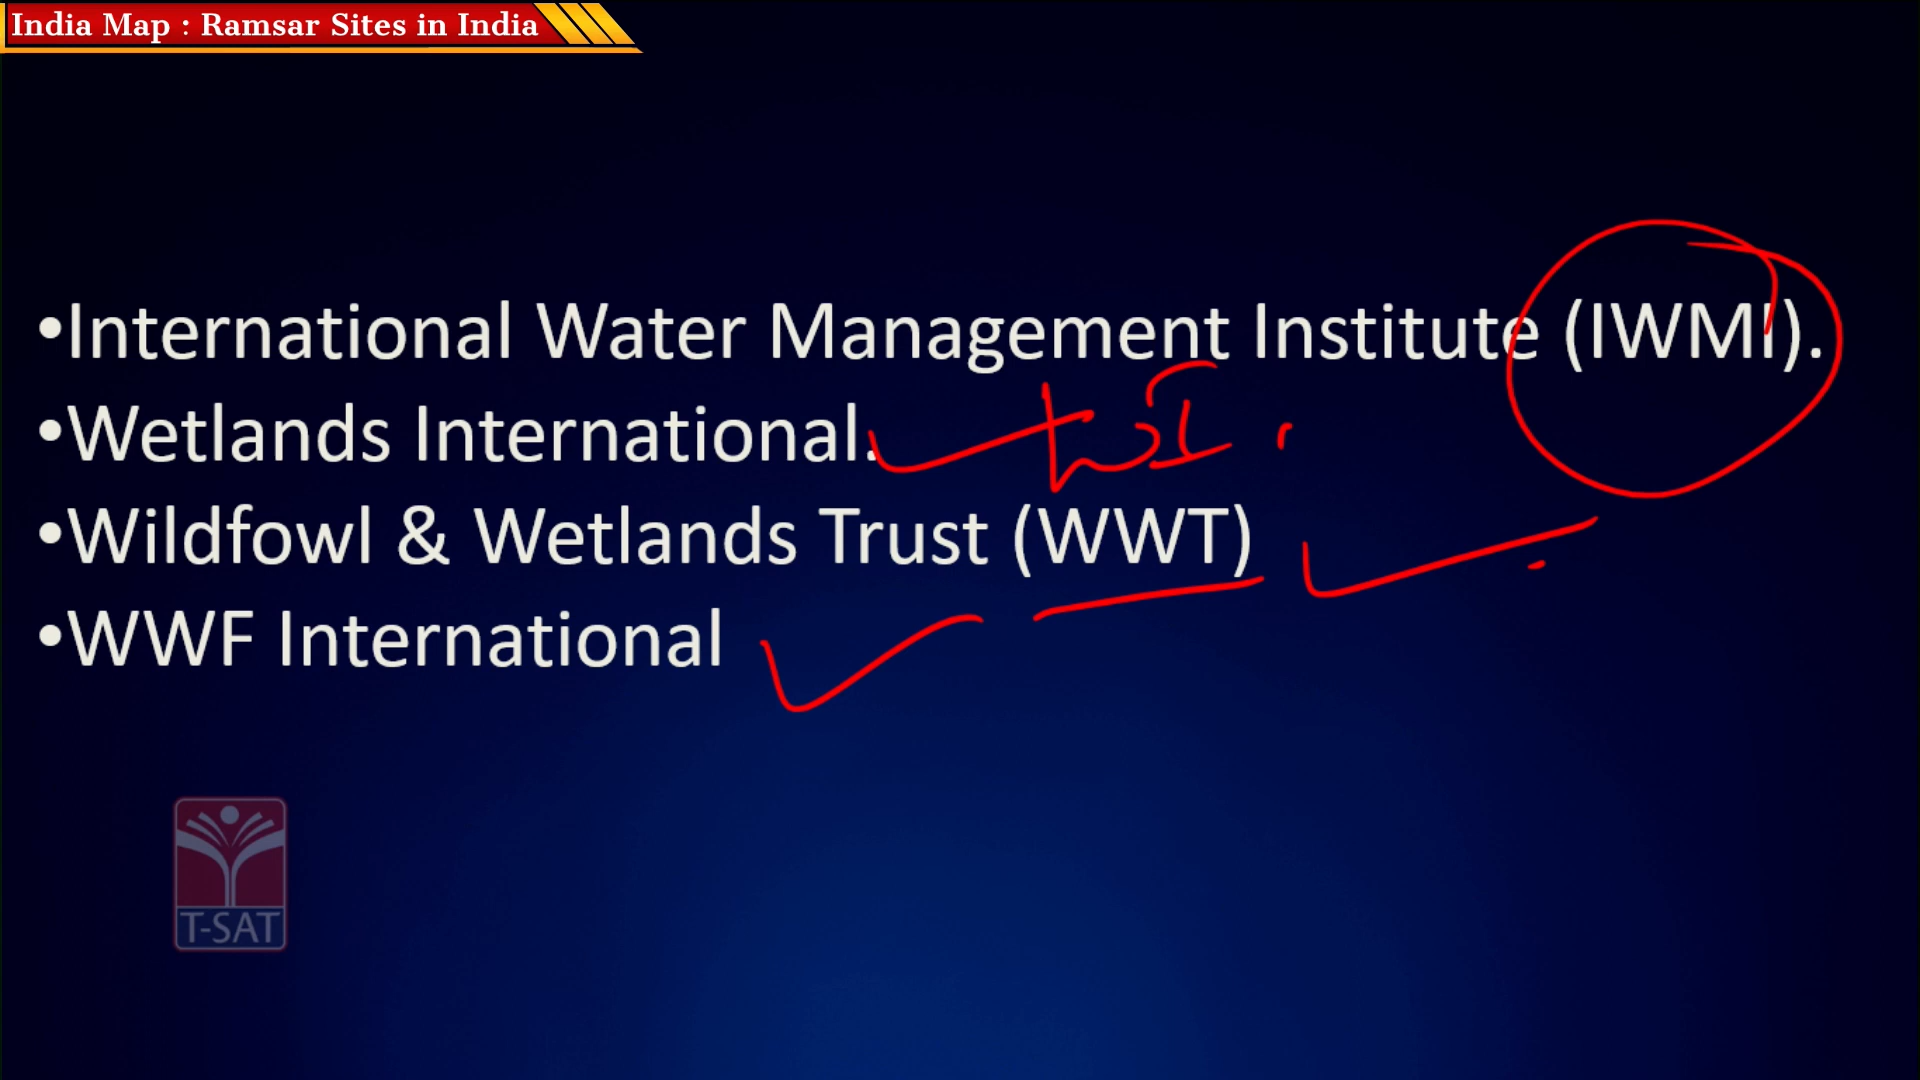 India Map : Ramsar Sites in India
•International Water Management Institute (IWMI).
•Wetlands International. WI.
•Wildfowl & Wetlands Trust (WWT)
•WWF International
T-SAT